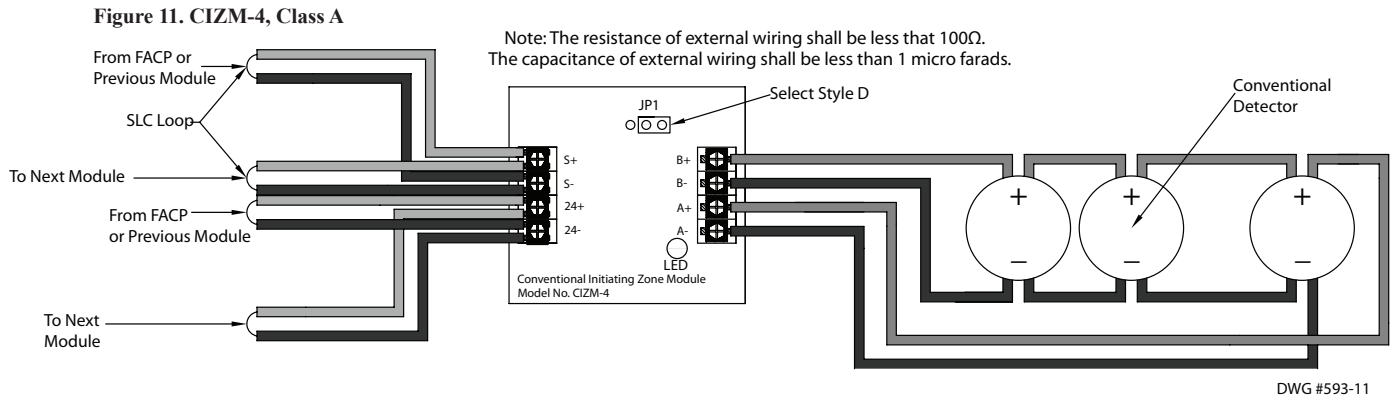 Figure 11. CIZM-4, Class A
Note: The resistance of external wiring shall be less that 100Ω.
The capacitance of external wiring shall be less than 1 micro farads.
From FACP or
Previous Module
SLC Loop
To Next Module
From FACP
or Previous Module
To Next
Module
JP1
Select Style D
S+
S-
24+
24-
B+
B-
A+
A-
LED
Conventional Initiating Zone Module
Model No. CIZM-4
Conventional
Detector
+
+
+
–
–
–
DWG #593-11